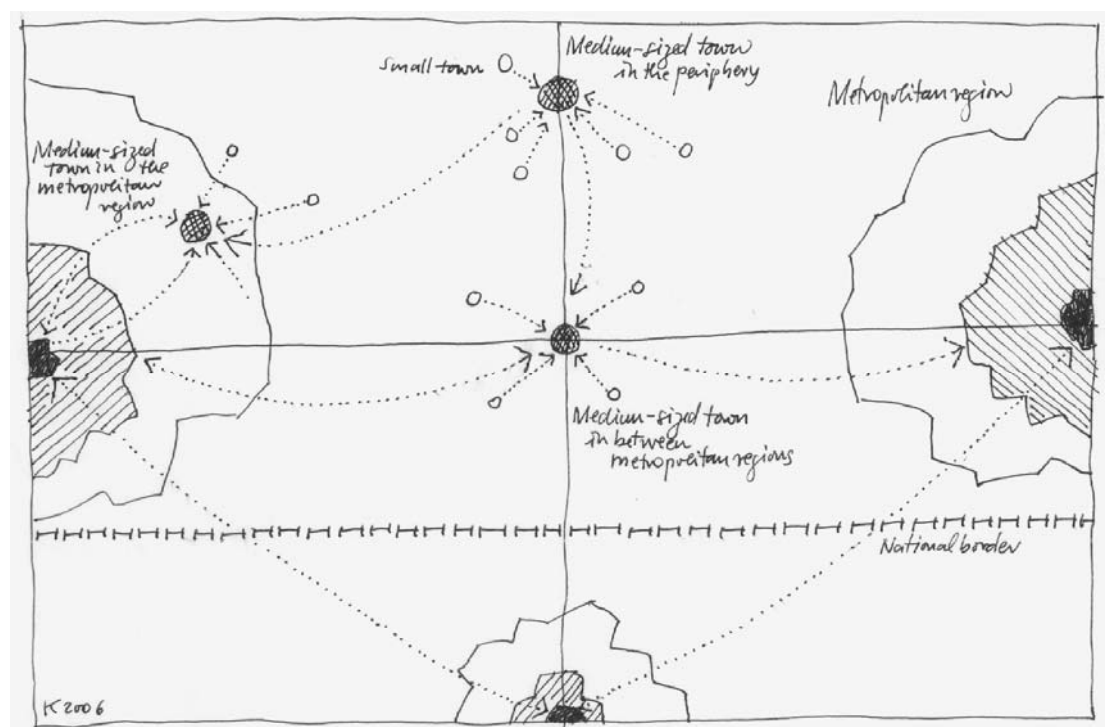 Small town
Medium-sized town
in the periphery
Metropolitan region
Medium-sized
town in the
metropolitan
region
Medium-sized town
in between
metropolitan regions
National border
K 2006